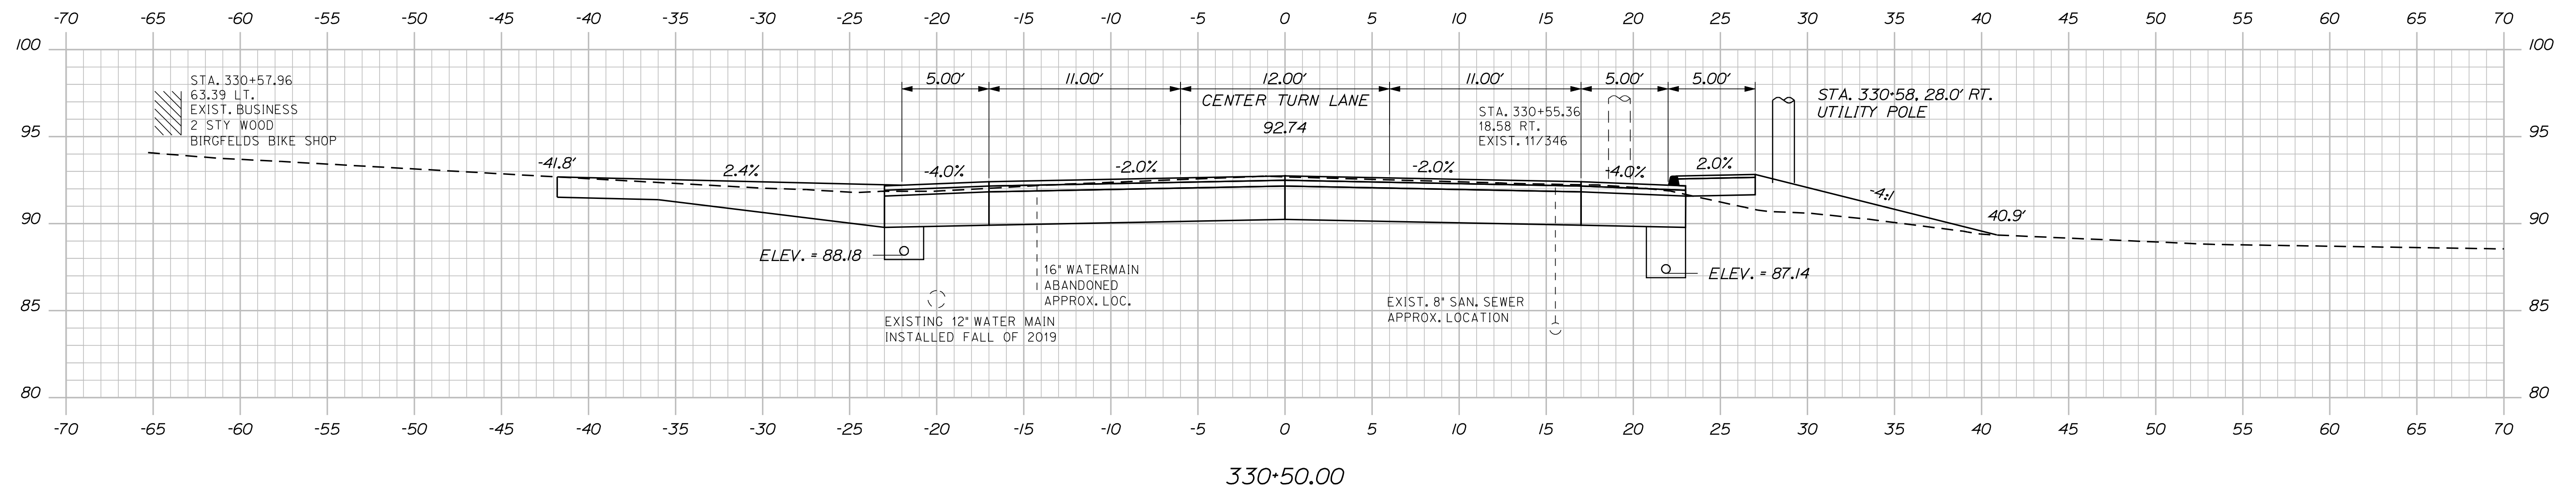 -70 -65 -60 -55 -50 -45 -40 -35 -30 -25 -20 -15 -10 -5 0 5 10 15 20 25 30 35 40 45 50 55 60 65 70
100 100
STA. 330+57.96
63.39 LT.
EXIST. BUSINESS
2 STY WOOD
BIRGFELDS BIKE SHOP
5.00' 11.00' 12.00' 11.00' 5.00' 5.00'
CENTER TURN LANE
92.74
STA. 330+55.36
18.58 RT.
EXIST. 11/346
STA. 330+58, 28.0' RT.
UTILITY POLE
95 95
-41.8' 2.4% -4.0% -2.0% -2.0% -4.0% 2.0%
-4:1
40.9'
90 90
ELEV. = 88.18
16" WATERMAIN
ABANDONED
APPROX. LOC.
ELEV. = 87.14
85 85
EXISTING 12" WATER MAIN
INSTALLED FALL OF 2019
EXIST. 8" SAN. SEWER
APPROX. LOCATION
80 80
-70 -65 -60 -55 -50 -45 -40 -35 -30 -25 -20 -15 -10 -5 0 5 10 15 20 25 30 35 40 45 50 55 60 65 70
330+50.00